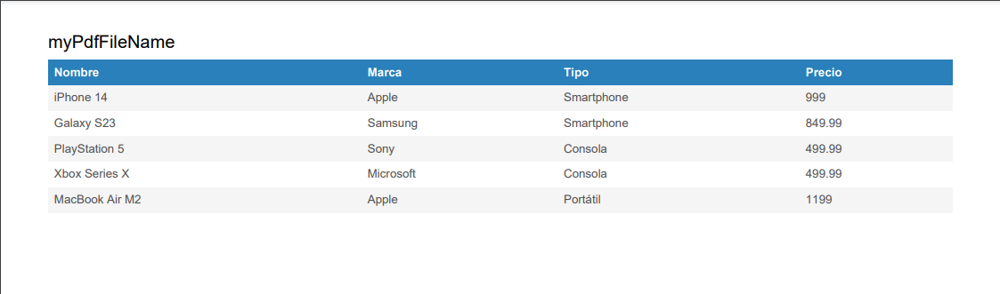 myPdfFileName
Nombre Marca Tipo Precio
iPhone 14 Apple Smartphone 999
Galaxy S23 Samsung Smartphone 849.99
PlayStation 5 Sony Consola 499.99
Xbox Series X Microsoft Consola 499.99
MacBook Air M2 Apple Portátil 1199